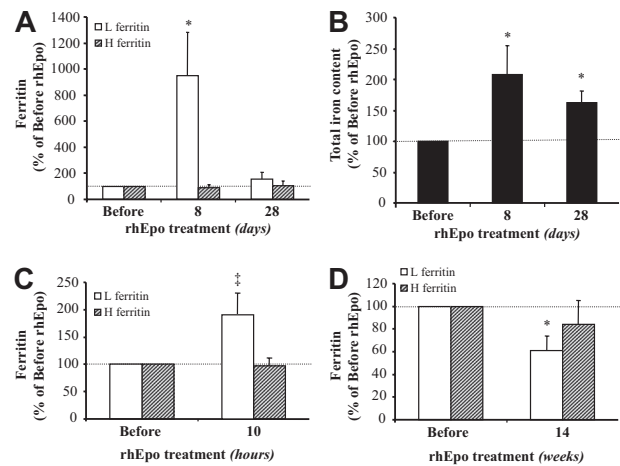 A
L ferritin
H ferritin
Ferritin
(% of Before rhEpo)
1400
1200
1000
800
600
400
200
0
*
Before
8
28
rhEpo treatment (days)
B
Total iron content
(% of Before rhEpo)
300
250
200
150
100
50
0
*
*
Before
8
28
rhEpo treatment (days)
C
L ferritin
H ferritin
Ferritin
(% of Before rhEpo)
250
200
150
100
50
0
‡
Before
10
rhEpo treatment (hours)
D
L ferritin
H ferritin
Ferritin
(% of Before rhEpo)
120
100
80
60
40
20
0
*
Before
14
rhEpo treatment (weeks)